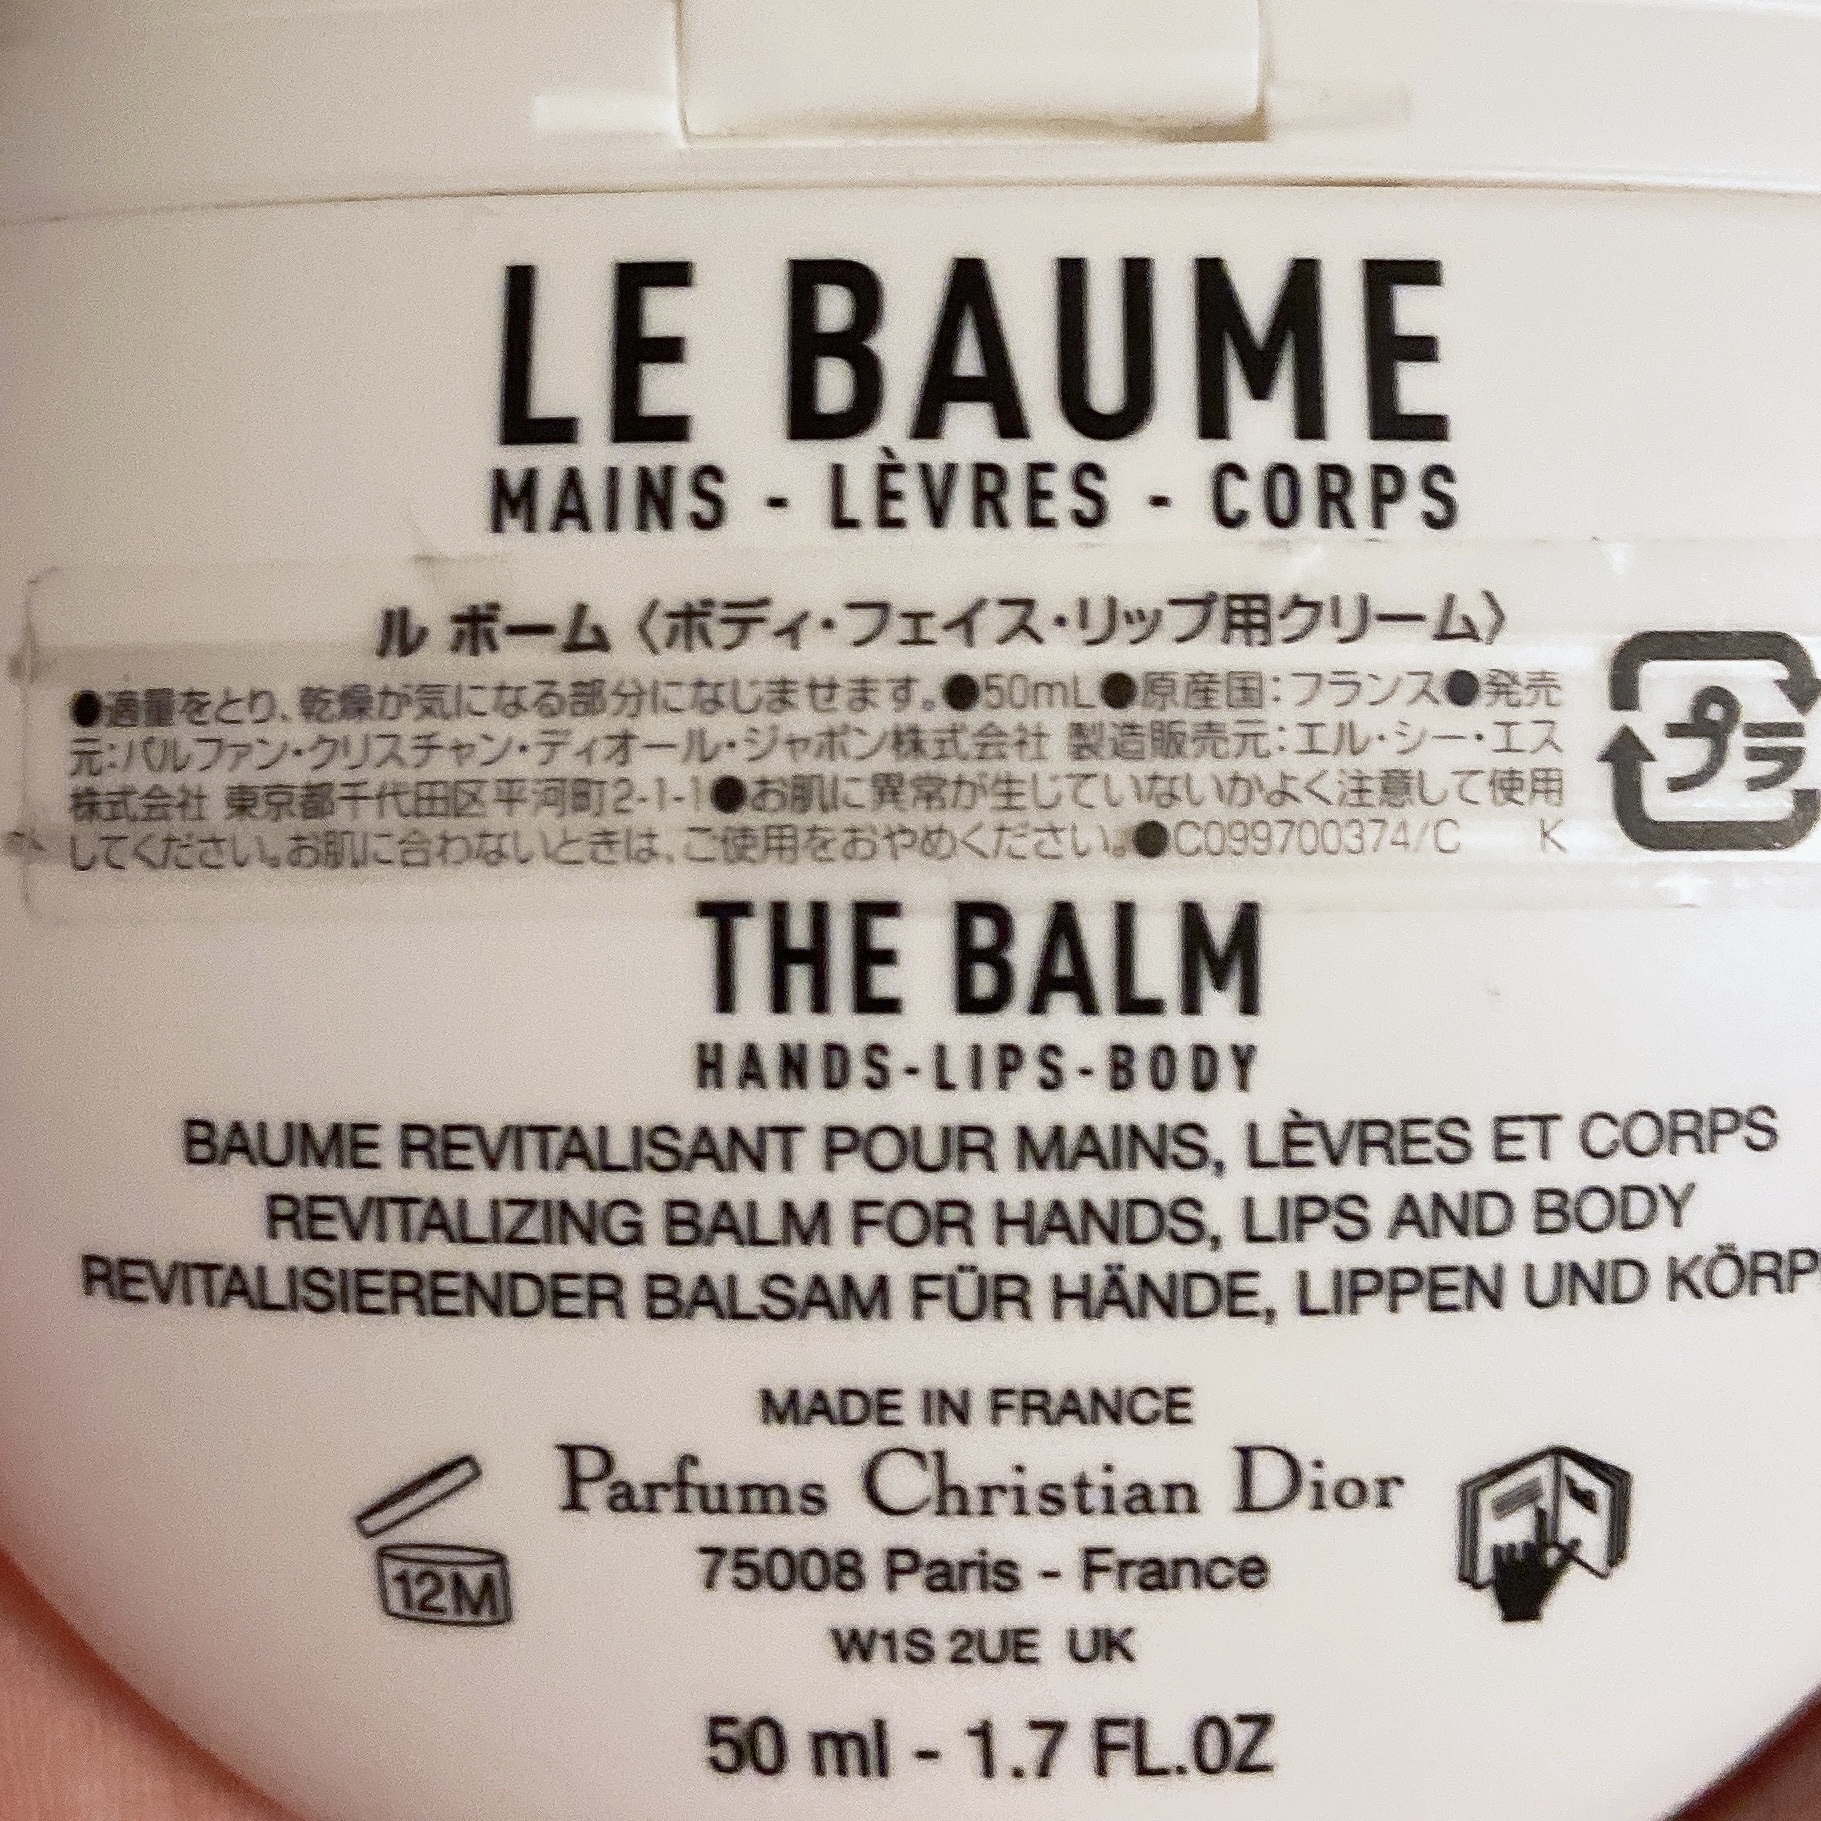 LE BAUME
MAINS - LÈVRES - CORPS
ル ボーム〈ボディ・フェイス・リップ用クリーム〉
●適量をとり、乾燥が気になる部分になじませます。●50mL●原産国：フランス●発売
元：パルファン・クリスチャン・ディオール・ジャポン株式会社 製造販売元：エル・シー・エス
株式会社 東京都千代田区平河町2-1-1●お肌に異常が生じていないかよく注意して使用
してください。お肌に合わないときは、ご使用をおやめください。●C099700374/C K
プラ
THE BALM
HANDS-LIPS-BODY
BAUME REVITALISANT POUR MAINS, LÈVRES ET CORPS
REVITALIZING BALM FOR HANDS, LIPS AND BODY
REVITALISIERENDER BALSAM FÜR HÄNDE, LIPPEN UND KÖRP
MADE IN FRANCE
Parfums Christian Dior
12M
75008 Paris - France
W1S 2UE UK
50 ml - 1.7 FL.OZ